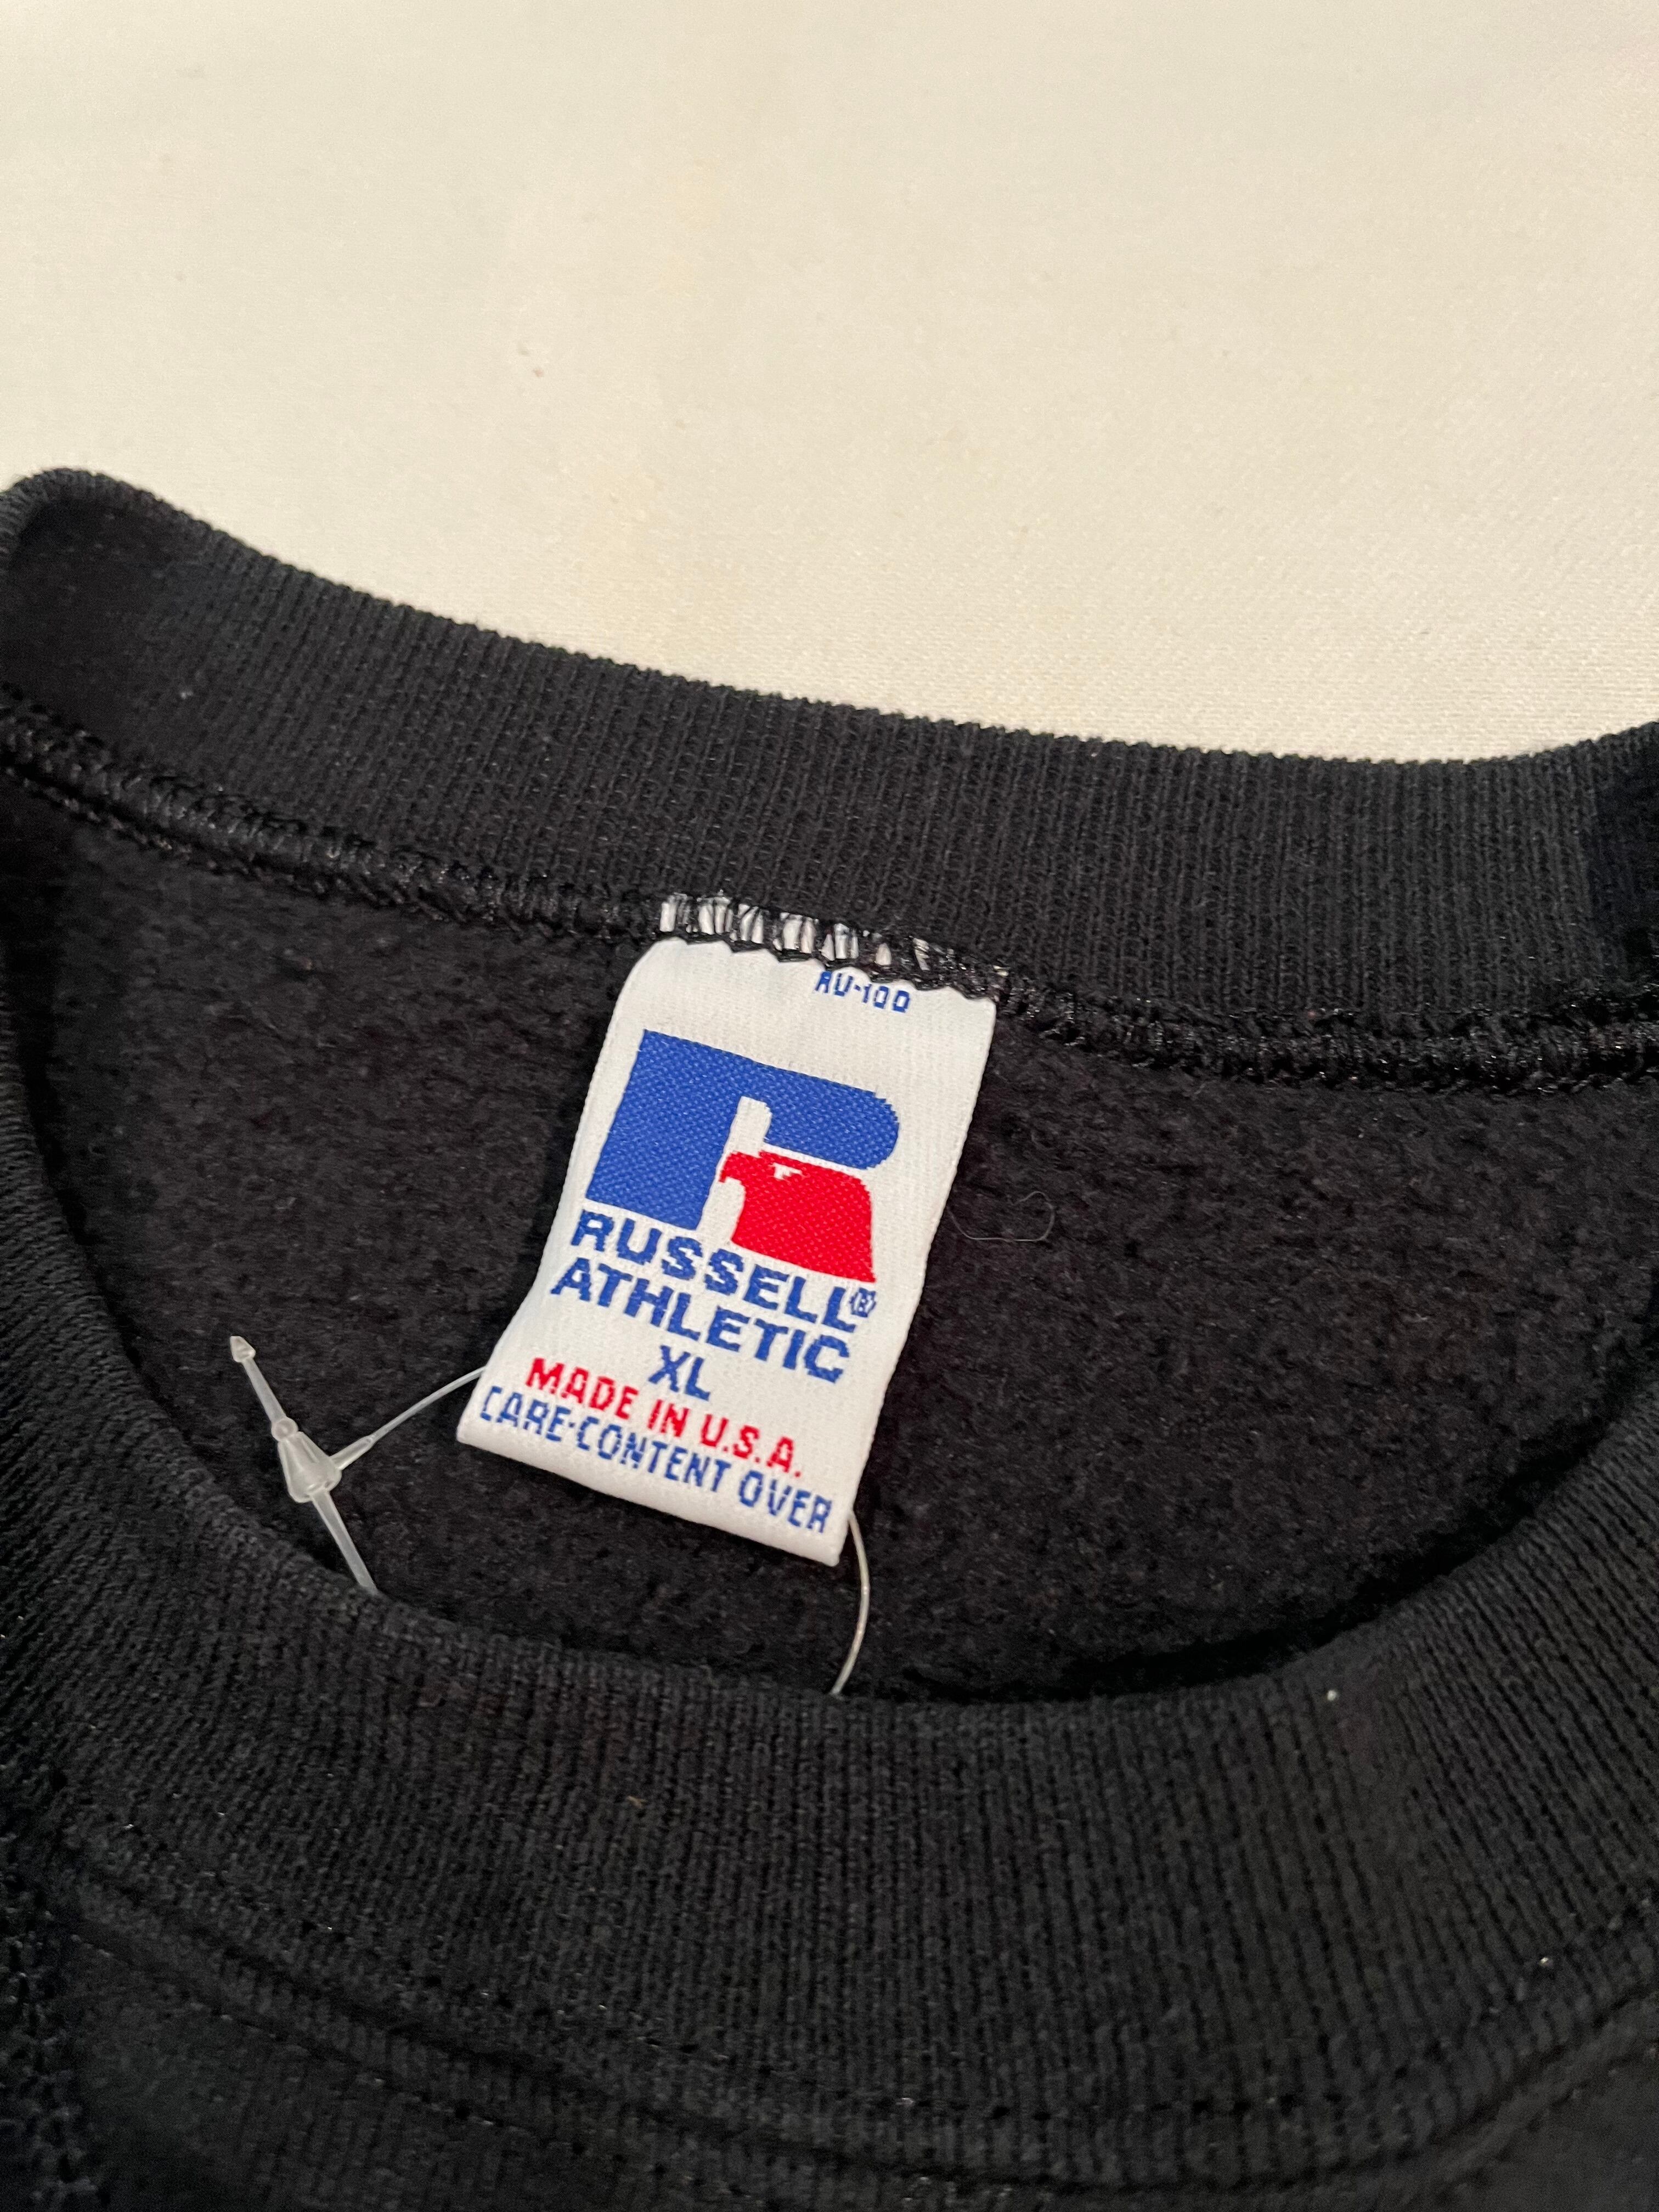 RU-100
RUSSELL®
ATHLETIC
XL
MADE IN U.S.A.
CARE-CONTENT OVER